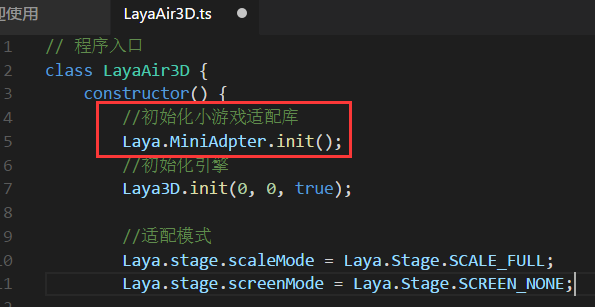 迎使用 LayaAir3D.ts
1 // 程序入口
2 class LayaAir3D {
3 constructor() {
4 //初始化小游戏适配库
5 Laya.MiniAdpter.init();
6 //初始化引擎
7 Laya3D.init(0, 0, true);
8
9 //适配模式
10 Laya.stage.scaleMode = Laya.Stage.SCALE_FULL;
11 Laya.stage.screenMode = Laya.Stage.SCREEN_NONE;